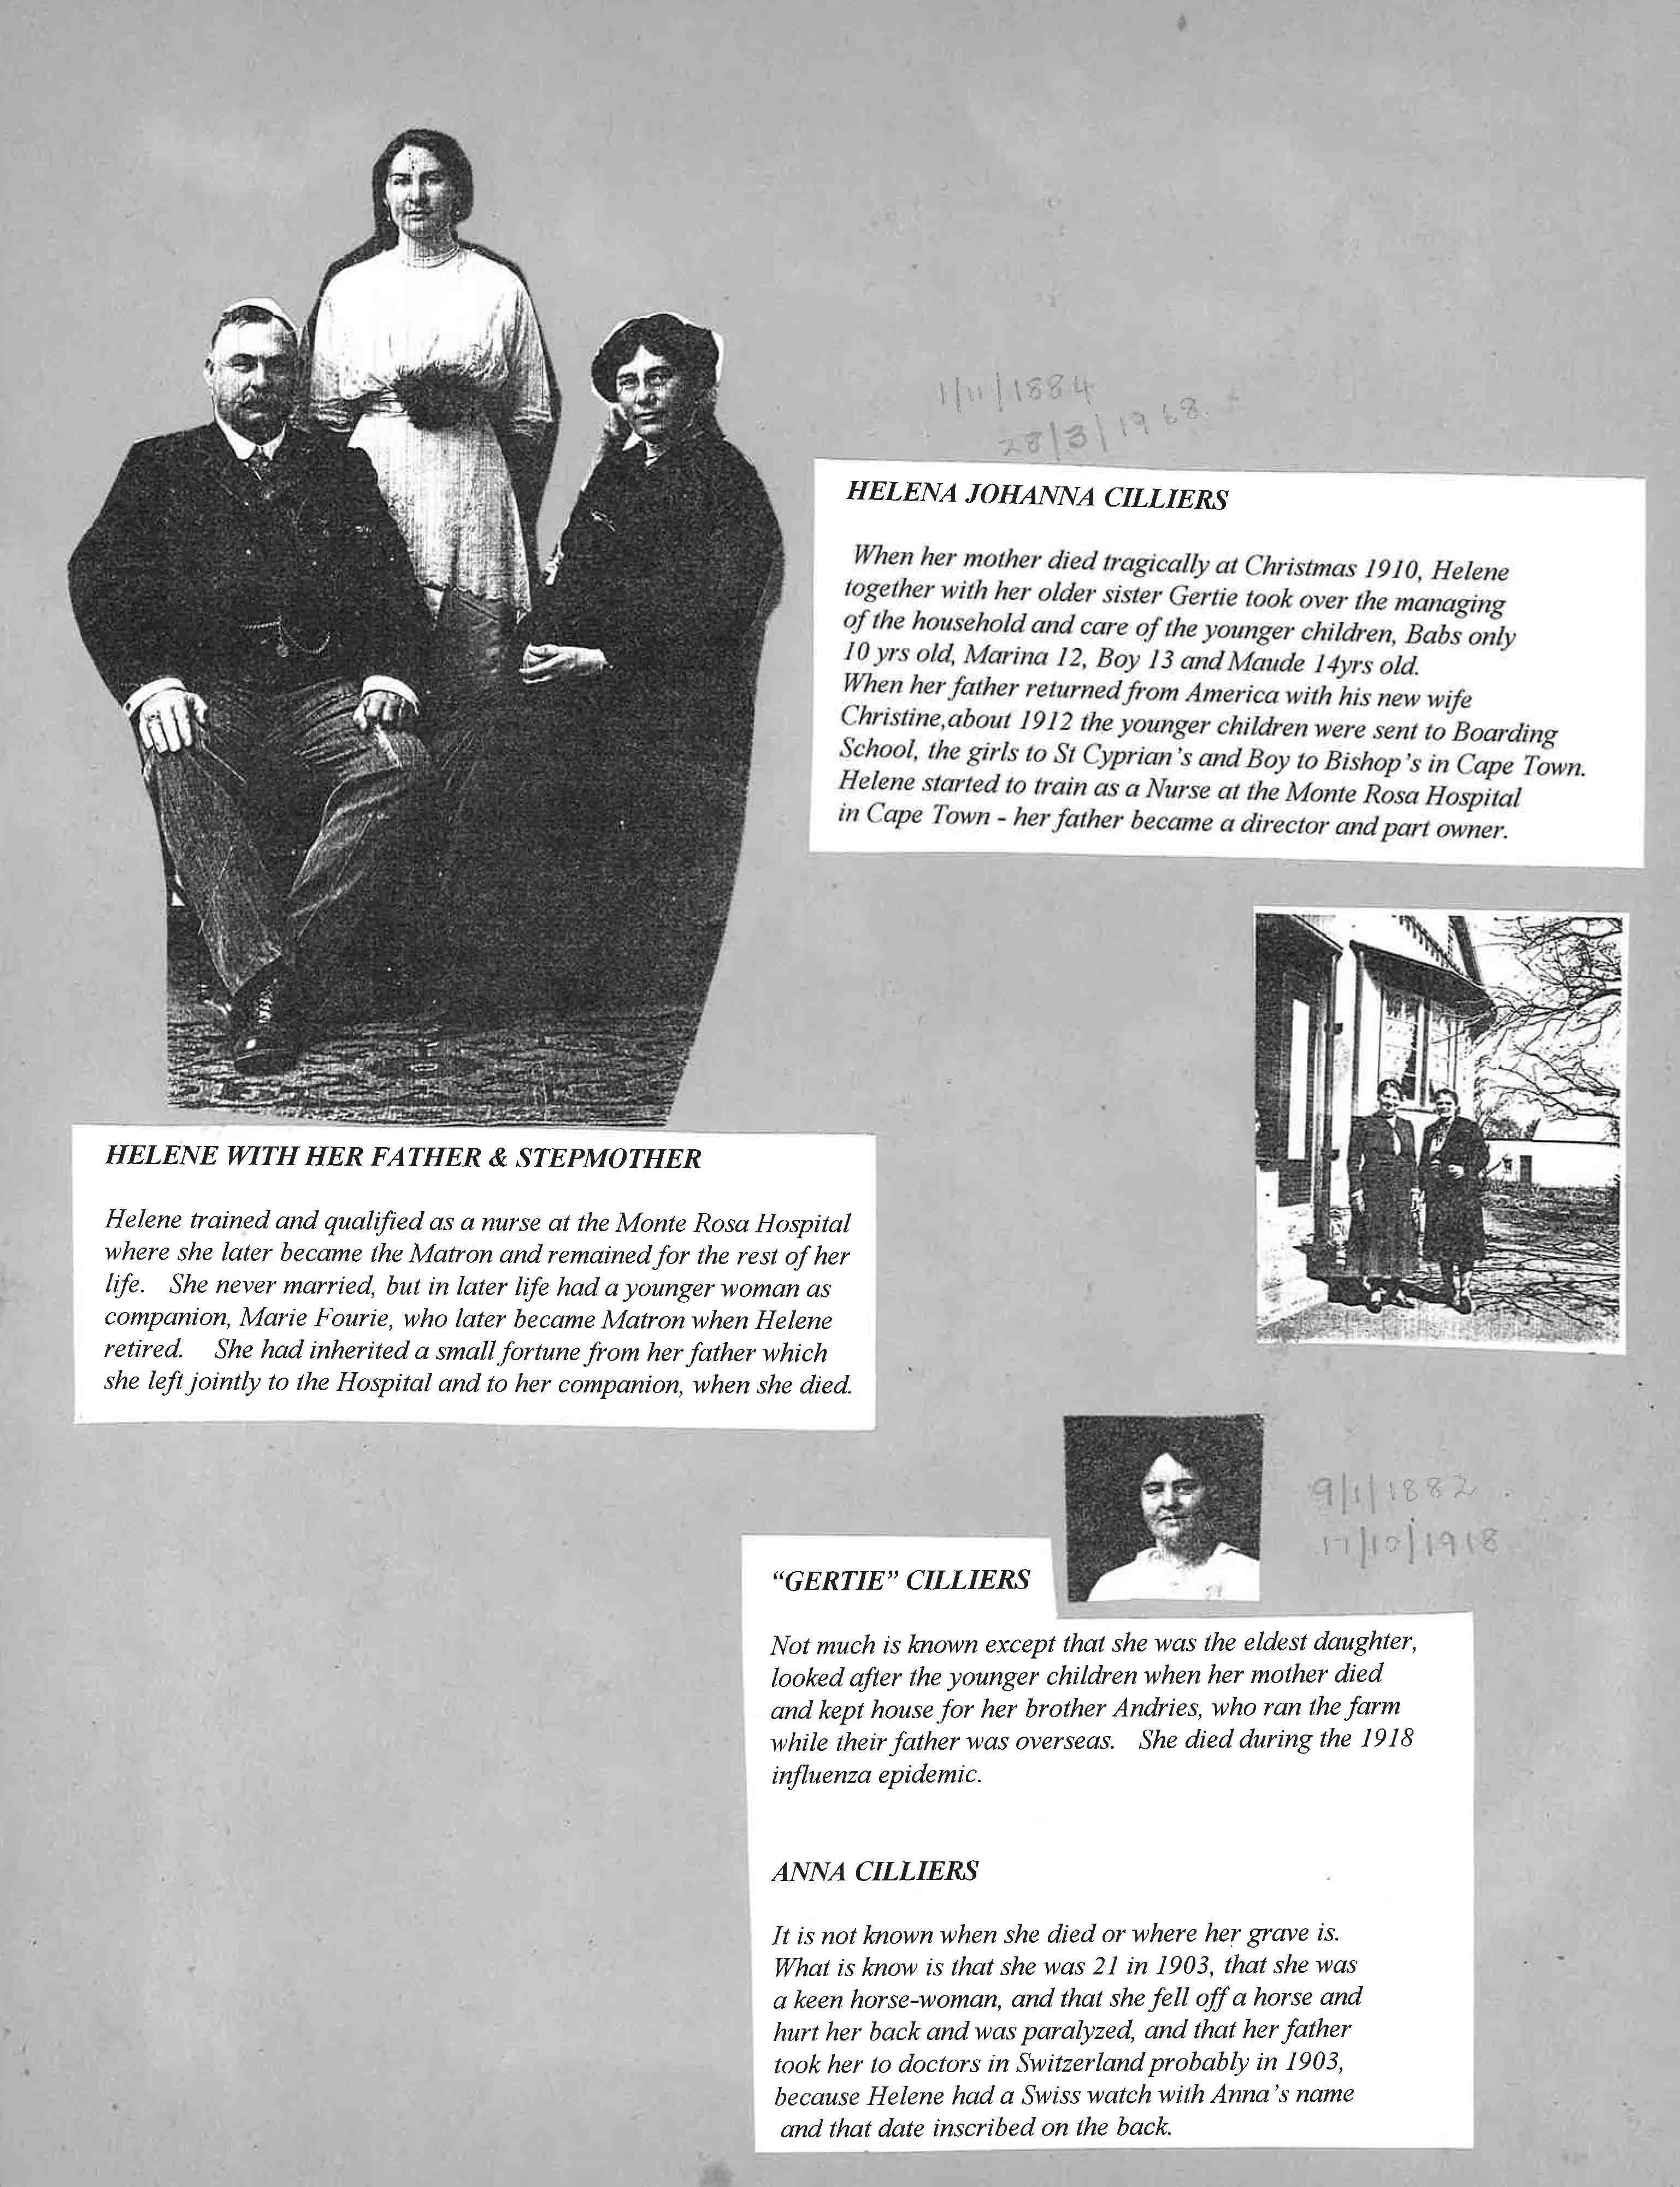 1/11/1884
28/3/1968.
HELENA JOHANNA CILLIERS
When her mother died tragically at Christmas 1910, Helene
together with her older sister Gertie took over the managing
of the household and care of the younger children, Babs only
10 yrs old, Marina 12, Boy 13 and Maude 14yrs old.
When her father returned from America with his new wife
Christine,about 1912 the younger children were sent to Boarding
School, the girls to St Cyprian's and Boy to Bishop's in Cape Town.
Helene started to train as a Nurse at the Monte Rosa Hospital
in Cape Town - her father became a director and part owner.
HELENE WITH HER FATHER & STEPMOTHER
Helene trained and qualified as a nurse at the Monte Rosa Hospital
where she later became the Matron and remained for the rest of her
life. She never married, but in later life had a younger woman as
companion, Marie Fourie, who later became Matron when Helene
retired. She had inherited a small fortune from her father which
she left jointly to the Hospital and to her companion, when she died.
9/1/1882.
17/10/1918
“GERTIE” CILLIERS
Not much is known except that she was the eldest daughter,
looked after the younger children when her mother died
and kept house for her brother Andries, who ran the farm
while their father was overseas. She died during the 1918
influenza epidemic.
ANNA CILLIERS
It is not known when she died or where her grave is.
What is know is that she was 21 in 1903, that she was
a keen horse-woman, and that she fell off a horse and
hurt her back and was paralyzed, and that her father
took her to doctors in Switzerland probably in 1903,
because Helene had a Swiss watch with Anna's name
and that date inscribed on the back.